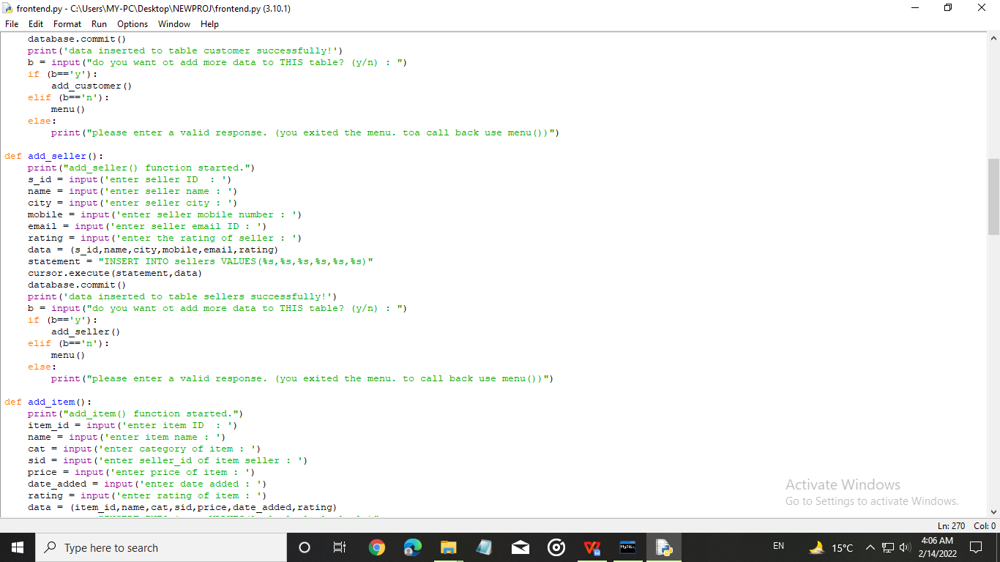 frontend.py - C:\Users\MY-PC\Desktop\NEWPROJ\frontend.py (3.10.1)
File Edit Format Run Options Window Help
    database.commit()
    print('data inserted to table customer successfully!')
    b = input("do you want ot add more data to THIS table? (y/n) : ")
    if (b=='y'):
        add_customer()
    elif (b=='n'):
        menu()
    else:
        print("please enter a valid response. (you exited the menu. toa call back use menu())")
def add_seller():
    print("add_seller() function started.")
    s_id = input('enter seller ID  : ')
    name = input('enter seller name : ')
    city = input('enter seller city : ')
    mobile = input('enter seller mobile number : ')
    email = input('enter seller email ID : ')
    rating = input('enter the rating of seller : ')
    data = (s_id,name,city,mobile,email,rating)
    statement = "INSERT INTO sellers VALUES(%s,%s,%s,%s,%s,%s)"
    cursor.execute(statement,data)
    database.commit()
    print('data inserted to table sellers successfully!')
    b = input("do you want ot add more data to THIS table? (y/n) : ")
    if (b=='y'):
        add_seller()
    elif (b=='n'):
        menu()
    else:
        print("please enter a valid response. (you exited the menu. to call back use menu())")
def add_item():
    print("add_item() function started.")
    item_id = input('enter item ID  : ')
    name = input('enter item name : ')
    cat = input('enter category of item : ')
    sid = input('enter seller_id of item seller : ')
    price = input('enter price of item : ')
    date_added = input('enter date added : ')
    rating = input('enter rating of item : ')
    data = (item_id,name,cat,sid,price,date_added,rating)
Activate Windows
Go to Settings to activate Windows.
Ln: 270 Col: 0
Type here to search
MySQL
EN
15°C
4:06 AM
2/14/2022